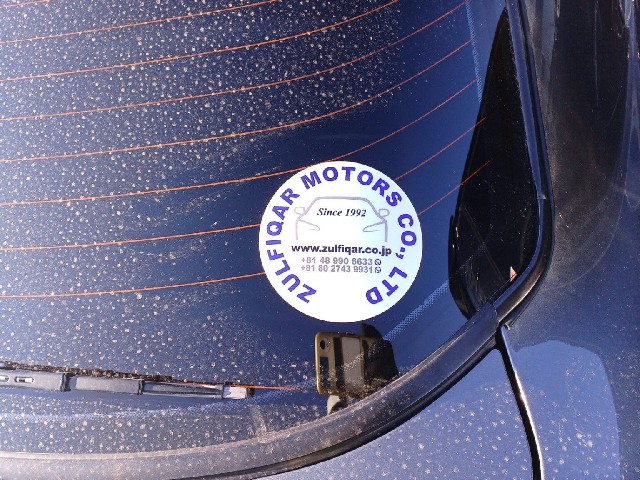 ZULFIQAR MOTORS CO., LTD
Since 1992
www.zulfiqar.co.jp
+81 48 990 8633
+81 80 2743 9931